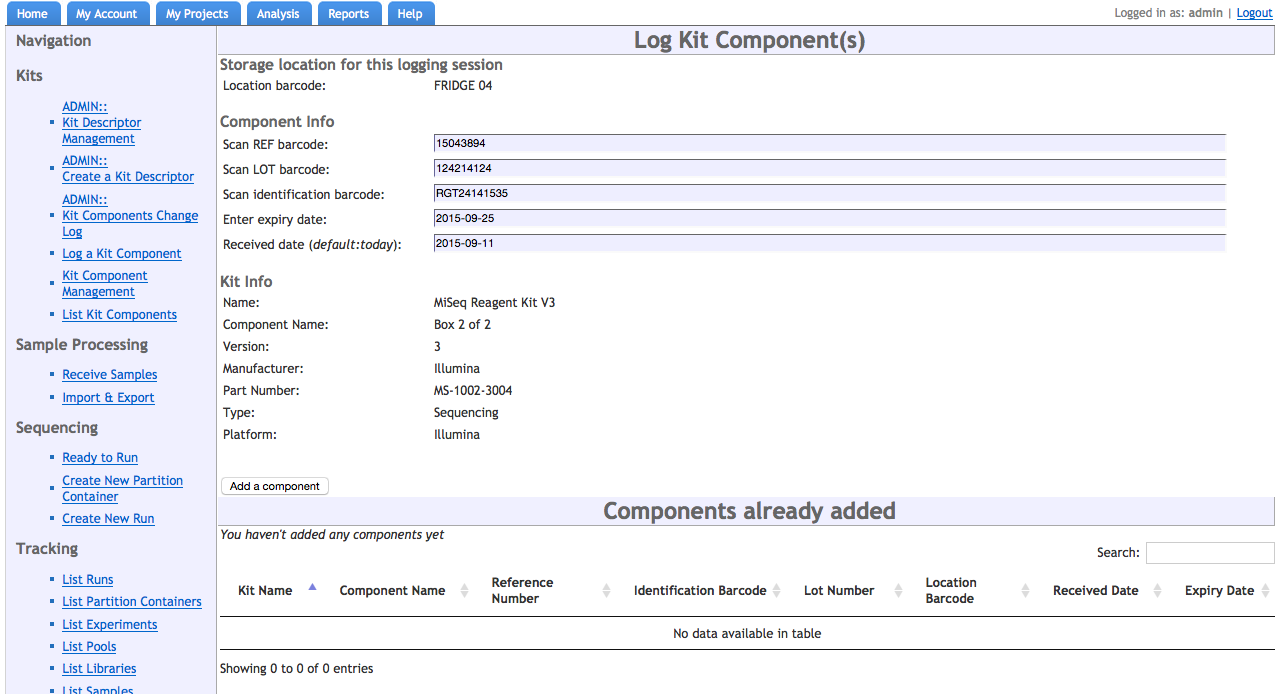 Home My Account My Projects Analysis Reports Help Logged in as: admin | Logout
Navigation
Kits
ADMIN::
Kit Descriptor
Management
ADMIN::
Create a Kit Descriptor
ADMIN::
Kit Components Change
Log
Log a Kit Component
Kit Component
Management
List Kit Components
Sample Processing
Receive Samples
Import & Export
Sequencing
Ready to Run
Create New Partition
Container
Create New Run
Tracking
List Runs
List Partition Containers
List Experiments
List Pools
List Libraries
List Samples
Log Kit Component(s)
Storage location for this logging session
Location barcode: FRIDGE 04
Component Info
Scan REF barcode: 15043894
Scan LOT barcode: 124214124
Scan identification barcode: RGT24141535
Enter expiry date: 2015-09-25
Received date (default:today): 2015-09-11
Kit Info
Name: MiSeq Reagent Kit V3
Component Name: Box 2 of 2
Version: 3
Manufacturer: Illumina
Part Number: MS-1002-3004
Type: Sequencing
Platform: Illumina
Add a component
Components already added
You haven't added any components yet
Search:
Kit Name Component Name Reference Number Identification Barcode Lot Number Location Barcode Received Date Expiry Date
No data available in table
Showing 0 to 0 of 0 entries